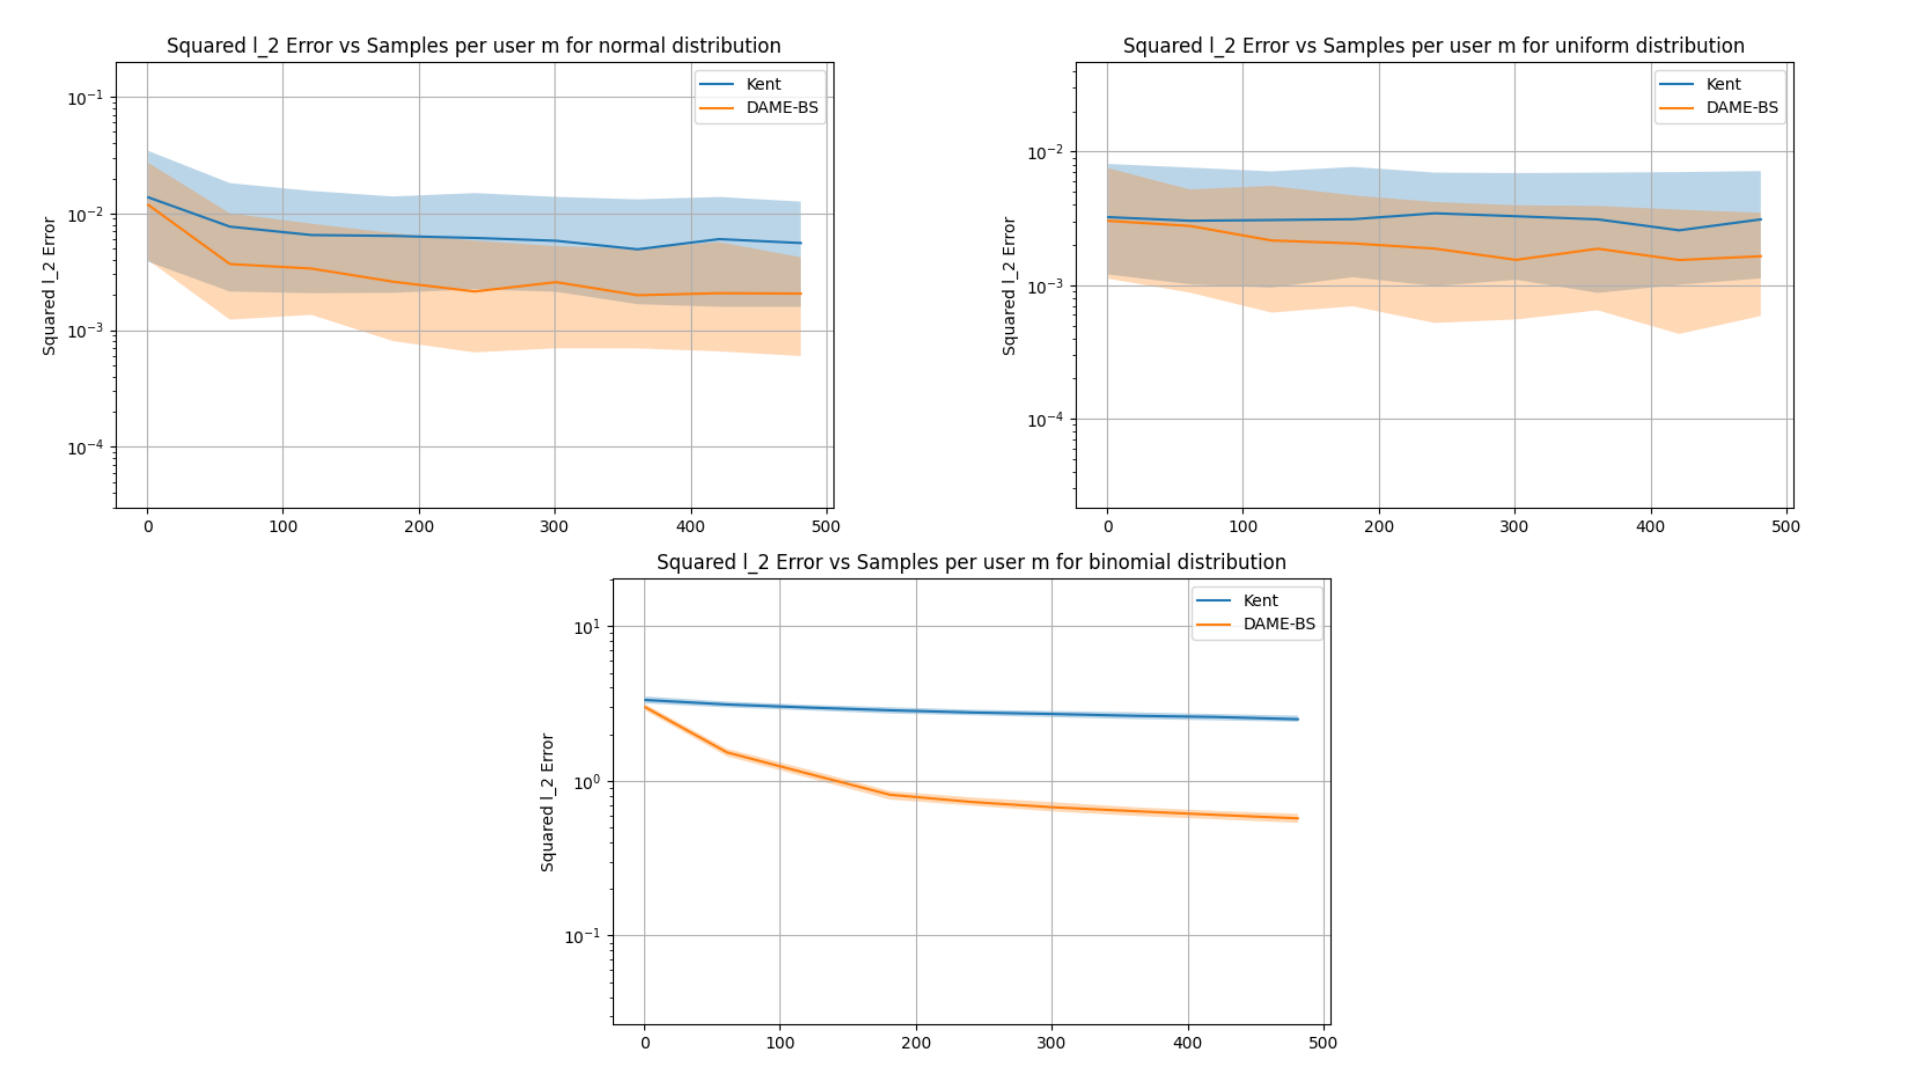 Squared l_2 Error vs Samples per user m for normal distribution
Kent
DAME-BS
10⁻¹
10⁻²
10⁻³
10⁻⁴
Squared l_2 Error
0 100 200 300 400 500
Squared l_2 Error vs Samples per user m for uniform distribution
Kent
DAME-BS
10⁻²
10⁻³
10⁻⁴
Squared l_2 Error
0 100 200 300 400 500
Squared l_2 Error vs Samples per user m for binomial distribution
Kent
DAME-BS
10¹
10⁰
10⁻¹
Squared l_2 Error
0 100 200 300 400 500